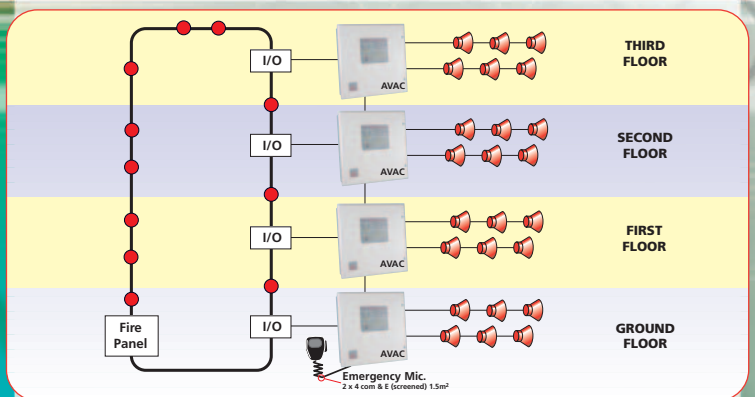 I/O
AVAC
THIRD
FLOOR
I/O
AVAC
SECOND
FLOOR
I/O
AVAC
FIRST
FLOOR
Fire
Panel
I/O
AVAC
GROUND
FLOOR
Emergency Mic.
2 x 4 com & E (screened) 1.5m²